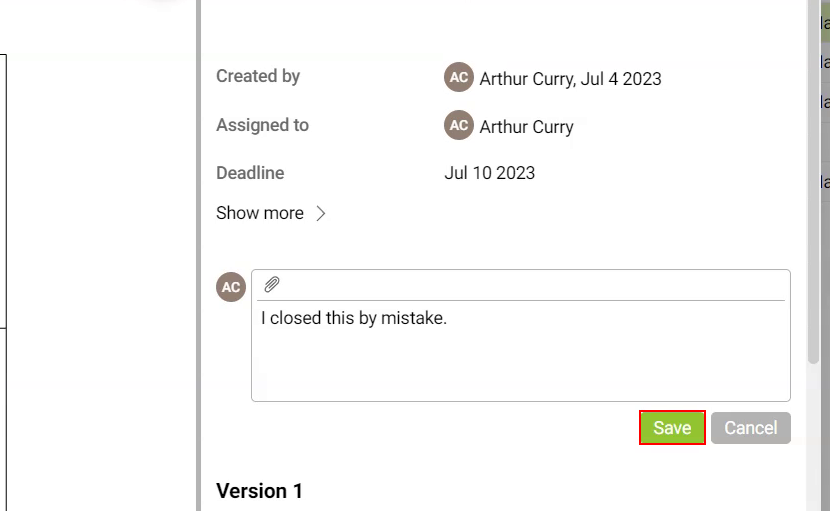 Created by
AC Arthur Curry, Jul 4 2023
Assigned to
AC Arthur Curry
Deadline
Jul 10 2023
Show more
AC
I closed this by mistake.
Save
Cancel
Version 1